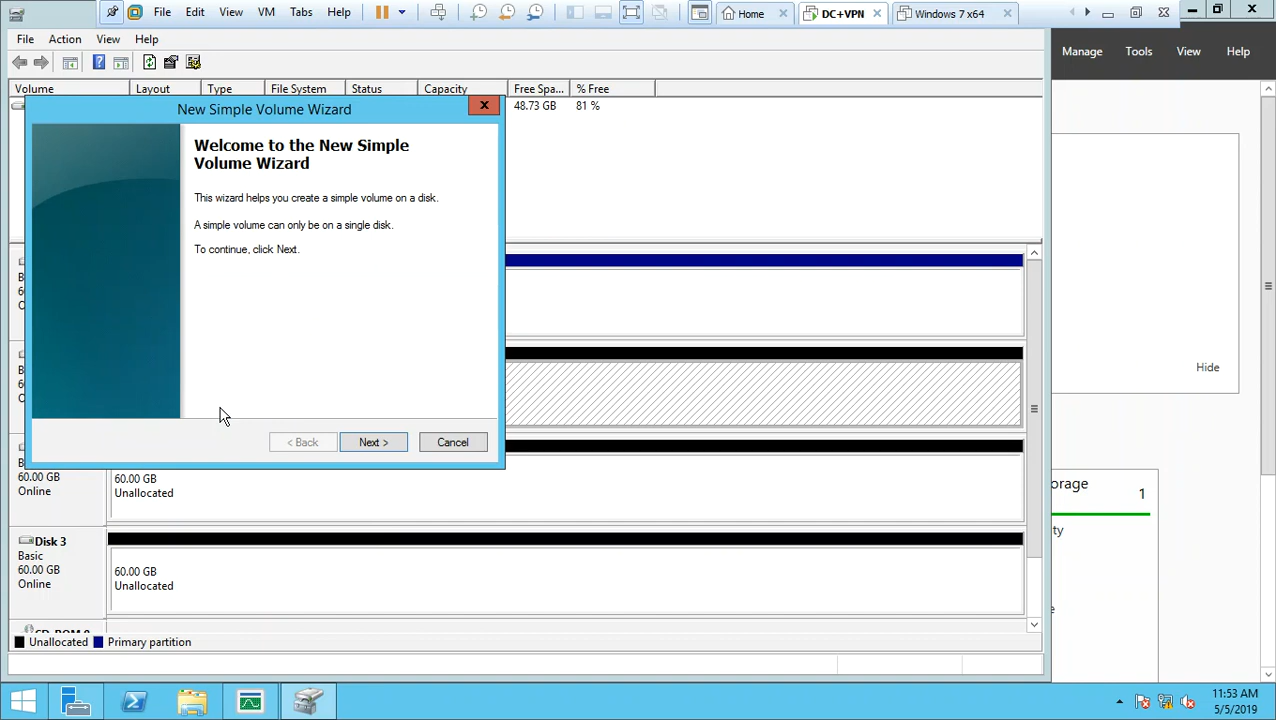 File Edit View VM Tabs Help Home DC+VPN Windows 7 x64
File Action View Help
Manage Tools View Help
Volume Layout Type File System Status Capacity Free Spa... % Free
48.73 GB 81 %
New Simple Volume Wizard
Welcome to the New Simple
Volume Wizard
This wizard helps you create a simple volume on a disk.
A simple volume can only be on a single disk.
To continue, click Next.
< Back Next > Cancel
Hide
60.00 GB
Online Unallocated
Disk 3
Basic
60.00 GB 60.00 GB
Online Unallocated
Unallocated Primary partition
orage 1
11:53 AM
5/5/2019